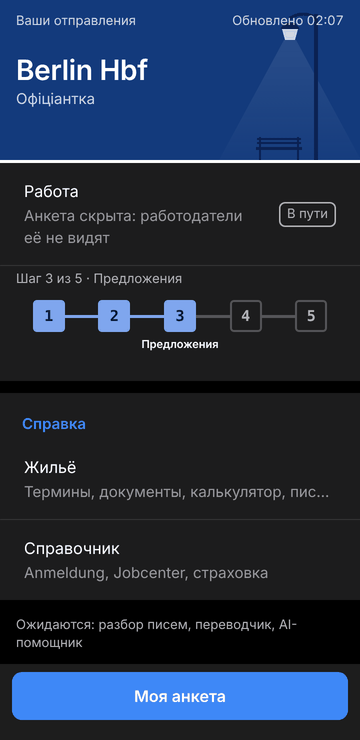 Ваши отправления
Обновлено 02:07
Berlin Hbf
Офіціантка
Работа
Анкета скрыта: работодатели
её не видят
В пути
Шаг 3 из 5 · Предложения
1 2 3 4 5
Предложения
Справка
Жильё
Термины, документы, калькулятор, пис...
Справочник
Anmeldung, Jobcenter, страховка
Ожидаются: разбор писем, переводчик, AI-
помощник
Моя анкета